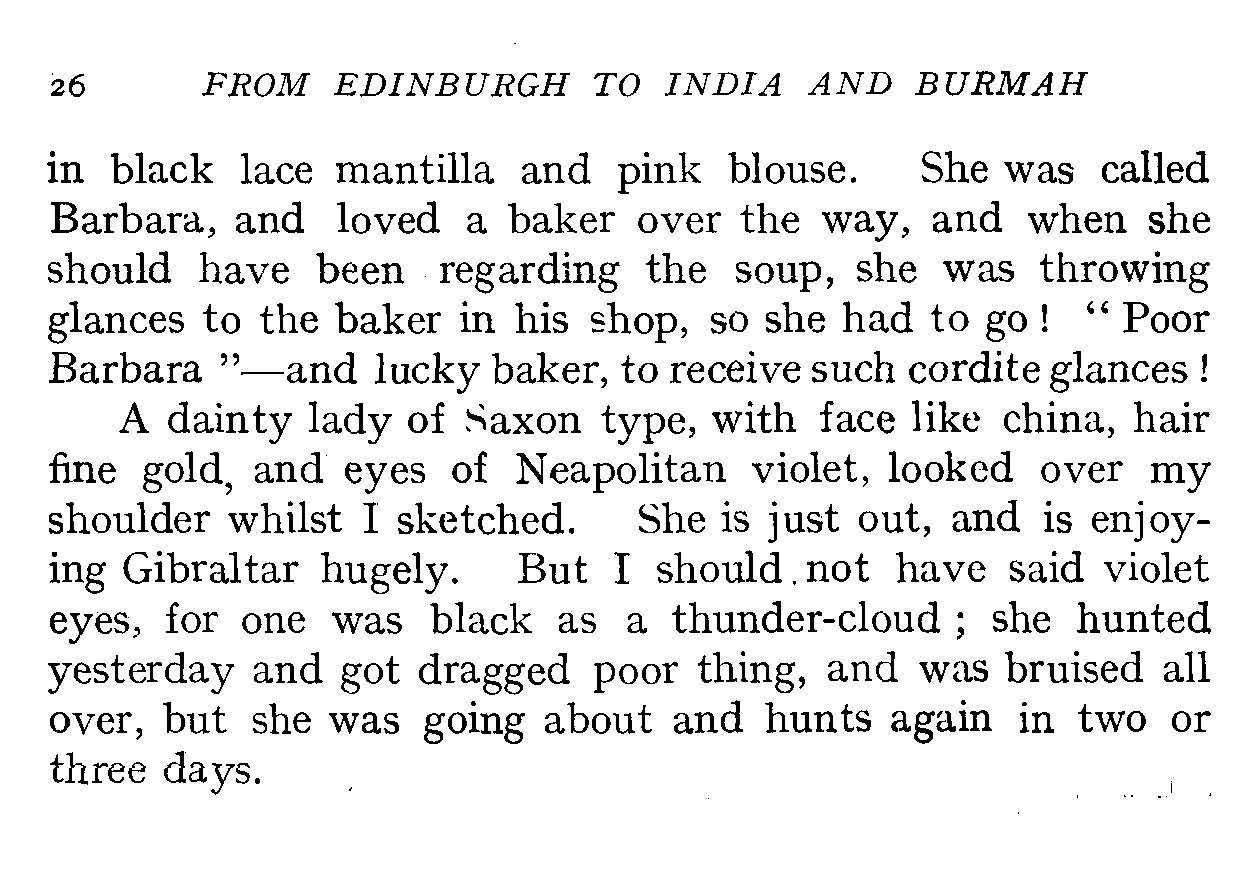 26 FROM EDINBURGH TO INDIA AND BURMAH
in black lace mantilla and pink blouse. She was called
Barbara, and loved a baker over the way, and when she
should have been regarding the soup, she was throwing
glances to the baker in his shop, so she had to go! “Poor
Barbara”—and lucky baker, to receive such cordite glances!
A dainty lady of Saxon type, with face like china, hair
fine gold, and eyes of Neapolitan violet, looked over my
shoulder whilst I sketched. She is just out, and is enjoy-
ing Gibraltar hugely. But I should not have said violet
eyes, for one was black as a thunder-cloud; she hunted
yesterday and got dragged poor thing, and was bruised all
over, but she was going about and hunts again in two or
three days.